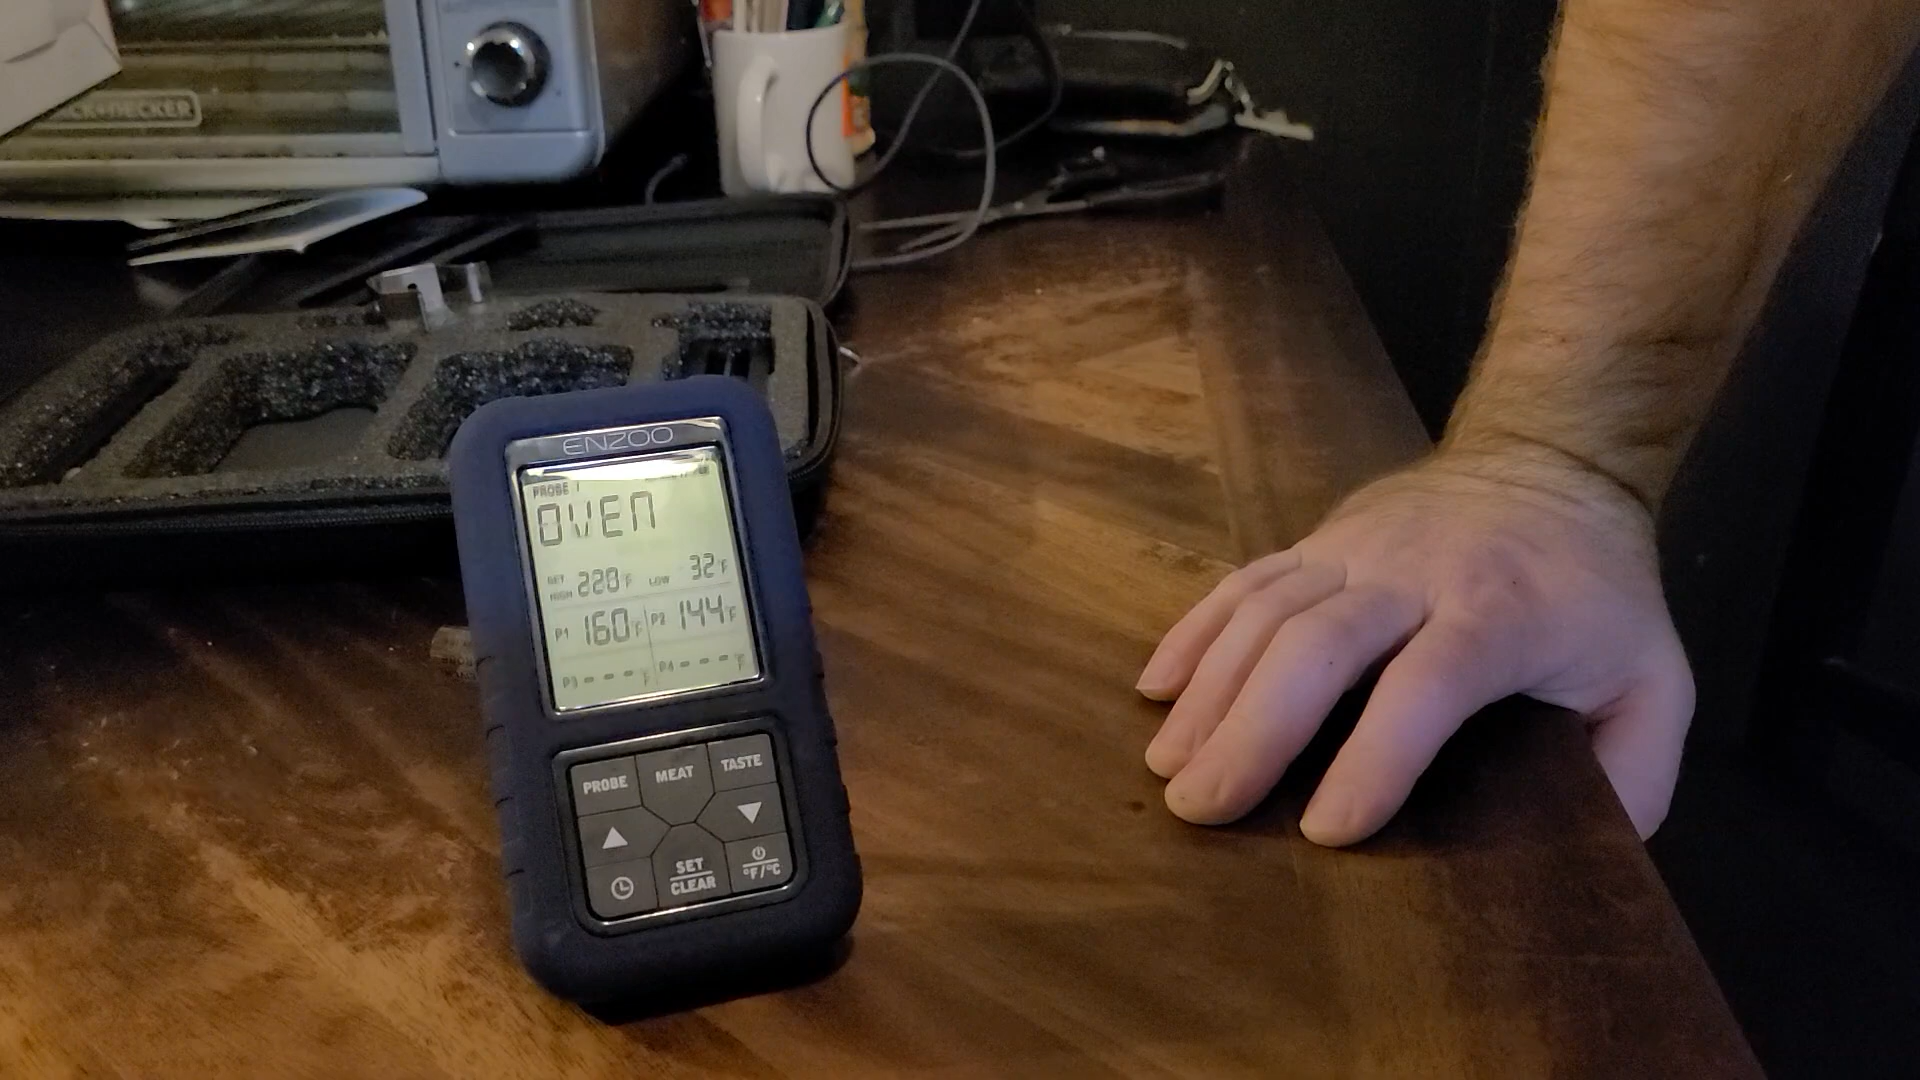 BLACK+DECKER
ENZOO
PROBE 1
OVEN
SET HIGH 228°F LOW 32°F
P1 160°F P2 144°F
P3 ---°F P4 ---°F
PROBE MEAT TASTE
SET
CLEAR
°F/°C